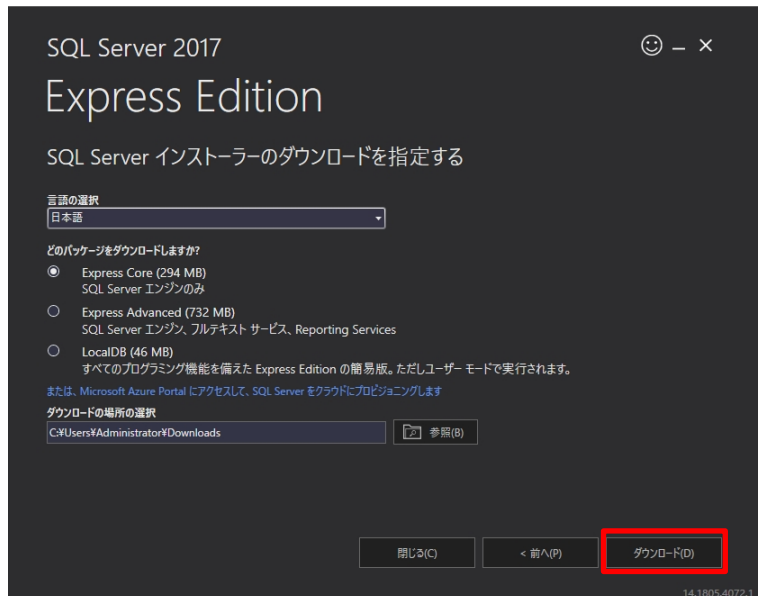 SQL Server 2017
Express Edition
SQL Server インストーラーのダウンロードを指定する
言語の選択
日本語
どのパッケージをダウンロードしますか?
Express Core (294 MB)
SQL Server エンジンのみ
Express Advanced (732 MB)
SQL Server エンジン、フルテキスト サービス、Reporting Services
LocalDB (46 MB)
すべてのプログラミング機能を備えた Express Edition の簡易版。ただしユーザー モードで実行されます。
または、Microsoft Azure Portal にアクセスして、SQL Server をクラウドにプロビジョニングします
ダウンロードの場所の選択
C:¥Users¥Administrator¥Downloads
参照(B)
閉じる(C)
< 前へ(P)
ダウンロード(D)
14.1805.4072.1